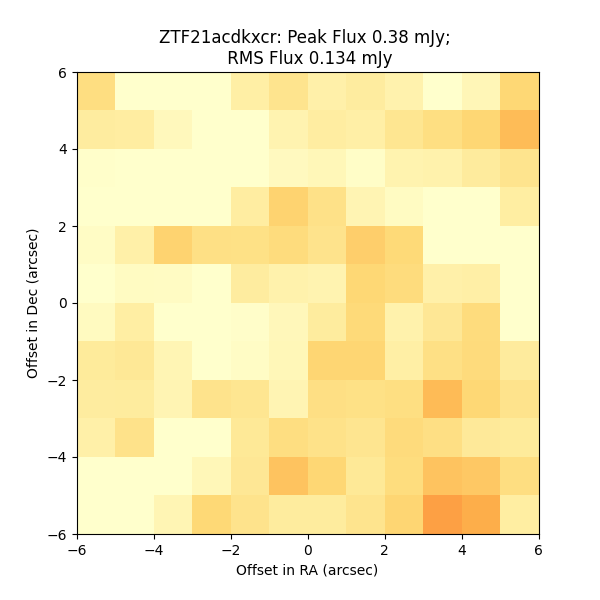 ZTF21acdkxcr: Peak Flux 0.38 mJy;
RMS Flux 0.134 mJy
6
4
2
0
−2
−4
−6
Offset in Dec (arcsec)
−6 −4 −2 0 2 4 6
Offset in RA (arcsec)